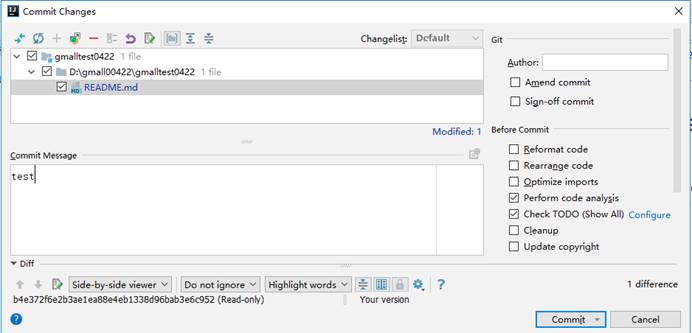 Commit Changes
Changelist: Default
gmalltest0422 1 file
D:\gmall00422\gmalltest0422 1 file
README.md
Modified: 1
Commit Message
test
Git
Author:
Amend commit
Sign-off commit
Before Commit
Reformat code
Rearrange code
Optimize imports
Perform code analysis
Check TODO (Show All) Configure
Cleanup
Update copyright
Diff
Side-by-side viewer Do not ignore Highlight words ? 1 difference
b4e372f6e2b3ae1ea88e4eb1338d96bab3e6c952 (Read-only) Your version
? Commit Cancel